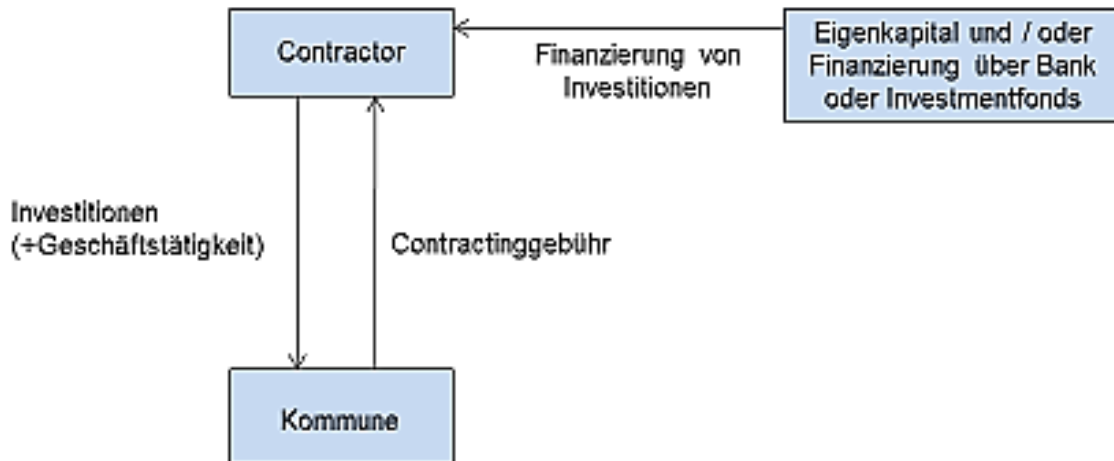 Contractor
Finanzierung von
Investitionen
Eigenkapital und / oder
Finanzierung über Bank
oder Investmentfonds
Investitionen
(+Geschäftstätigkeit)
Contractinggebühr
Kommune